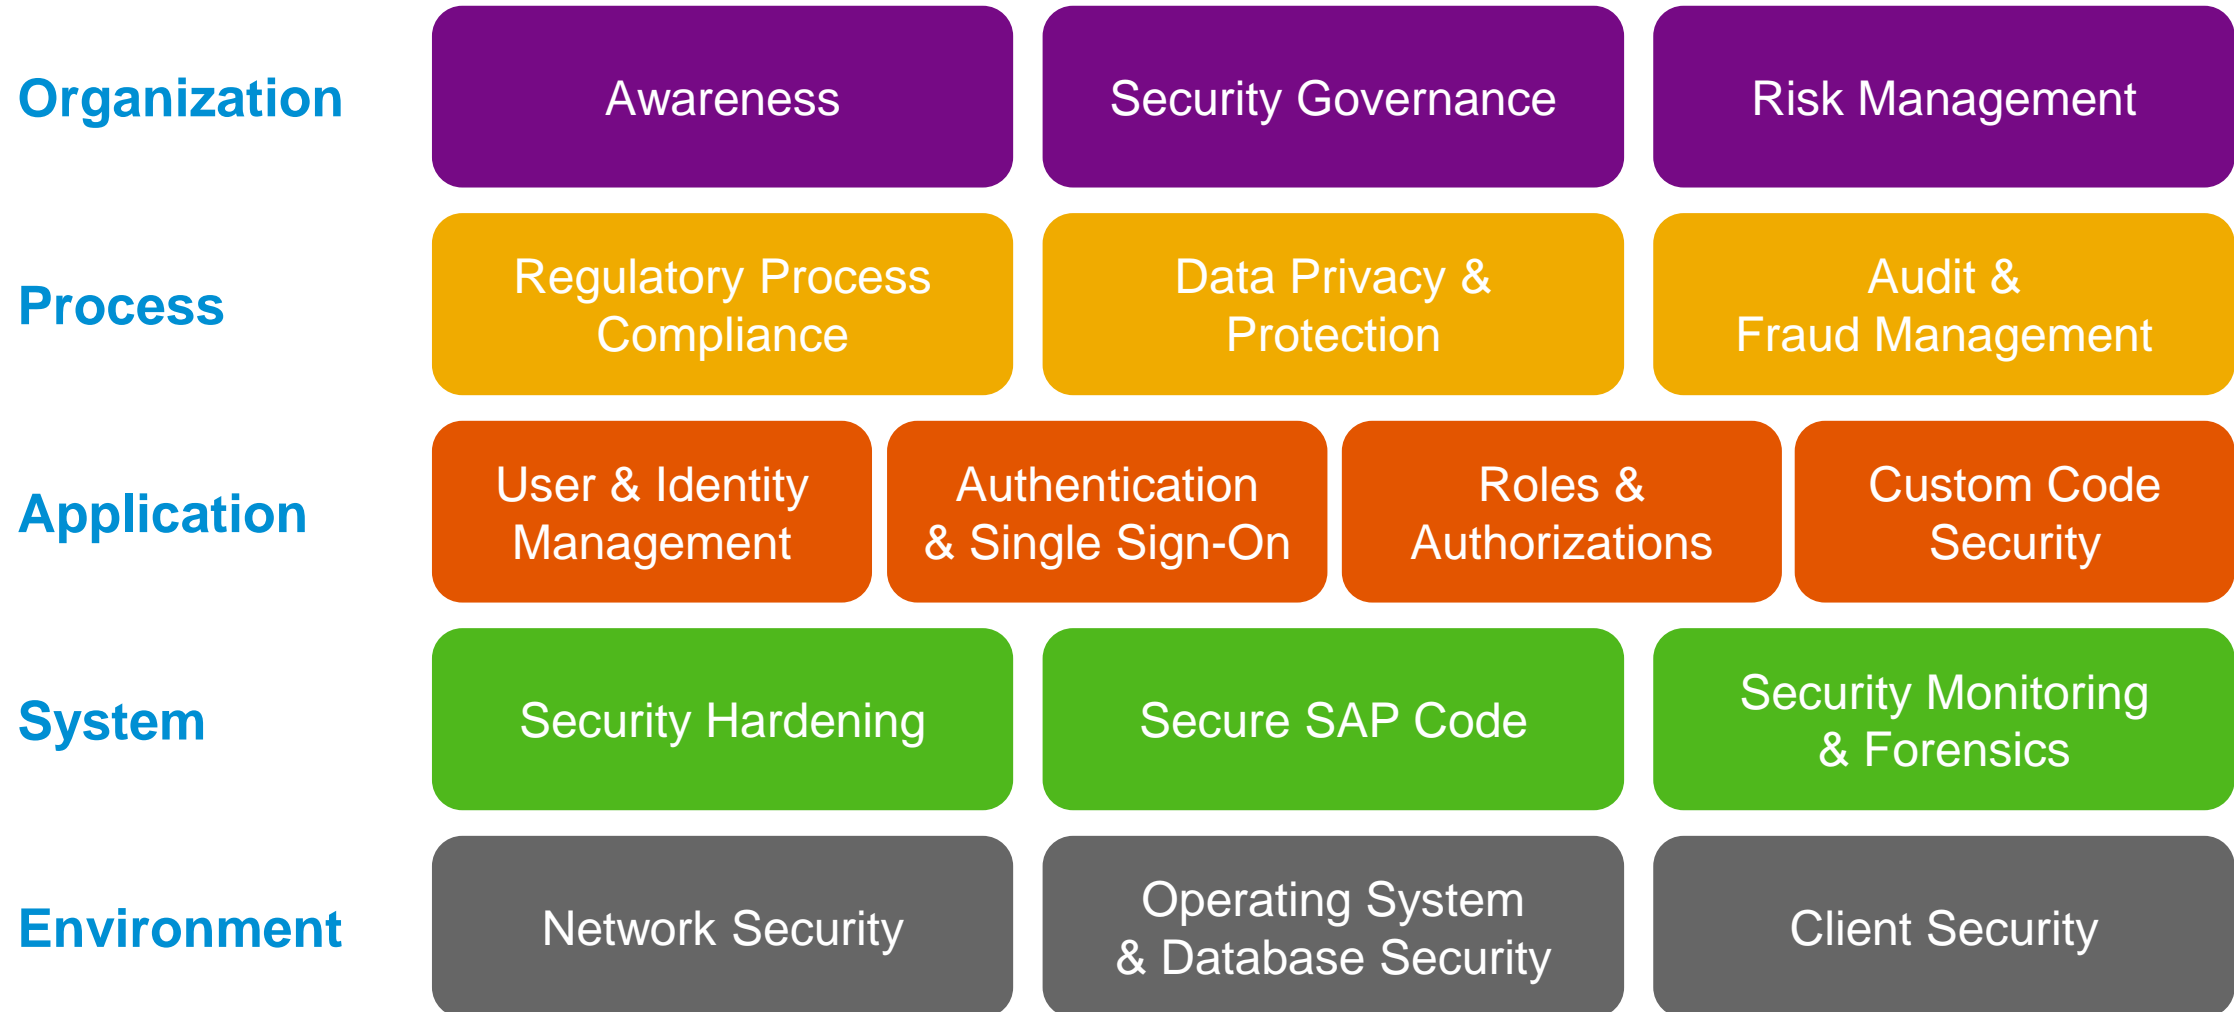 Organization
Awareness
Security Governance
Risk Management
Process
Regulatory Process
Compliance
Data Privacy &
Protection
Audit &
Fraud Management
Application
User & Identity
Management
Authentication
& Single Sign-On
Roles &
Authorizations
Custom Code
Security
System
Security Hardening
Secure SAP Code
Security Monitoring
& Forensics
Environment
Network Security
Operating System
& Database Security
Client Security